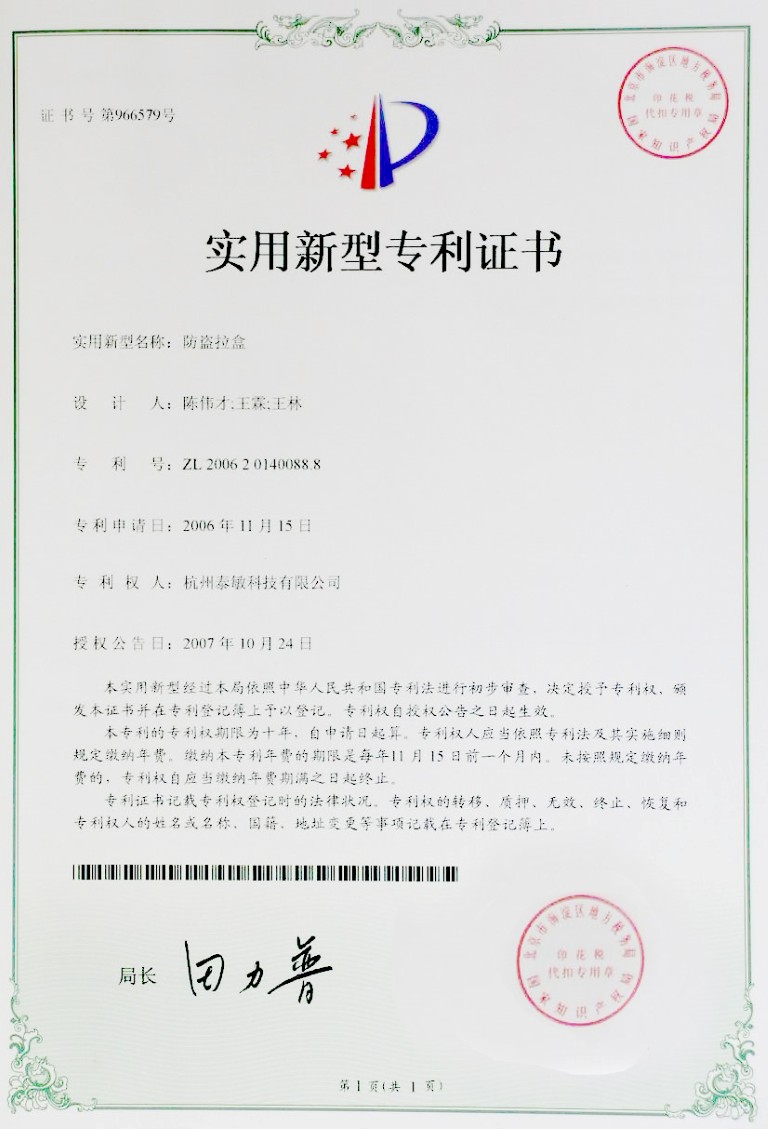 证书号第966579号
北京市海淀区地方税务局
印花税
代扣专用章
国家知识产权局
实用新型专利证书
实用新型名称：防盗拉盒
设计人：陈伟才;王霖;王林
专利号：ZL 2006 2 0140088.8
专利申请日：2006年11月15日
专利权人：杭州泰敏科技有限公司
授权公告日：2007年10月24日
本实用新型经过本局依照中华人民共和国专利法进行初步审查，决定授予专利权，颁
发本证书并在专利登记簿上予以登记。专利权自授权公告之日起生效。
本专利的专利权期限为十年，自申请日起算。专利权人应当依照专利法及其实施细则
规定缴纳年费。缴纳本专利年费的期限是每年11月15日前一个月内。未按照规定缴纳年
费的，专利权自应当缴纳年费期满之日起终止。
专利证书记载专利权登记时的法律状况。专利权的转移、质押、无效、终止、恢复和
专利权人的姓名或名称、国籍、地址变更等事项记载在专利登记簿上。
局长 田力普
北京市海淀区地方税务局
印花税
代扣专用章
国家知识产权局
第1页(共1页)